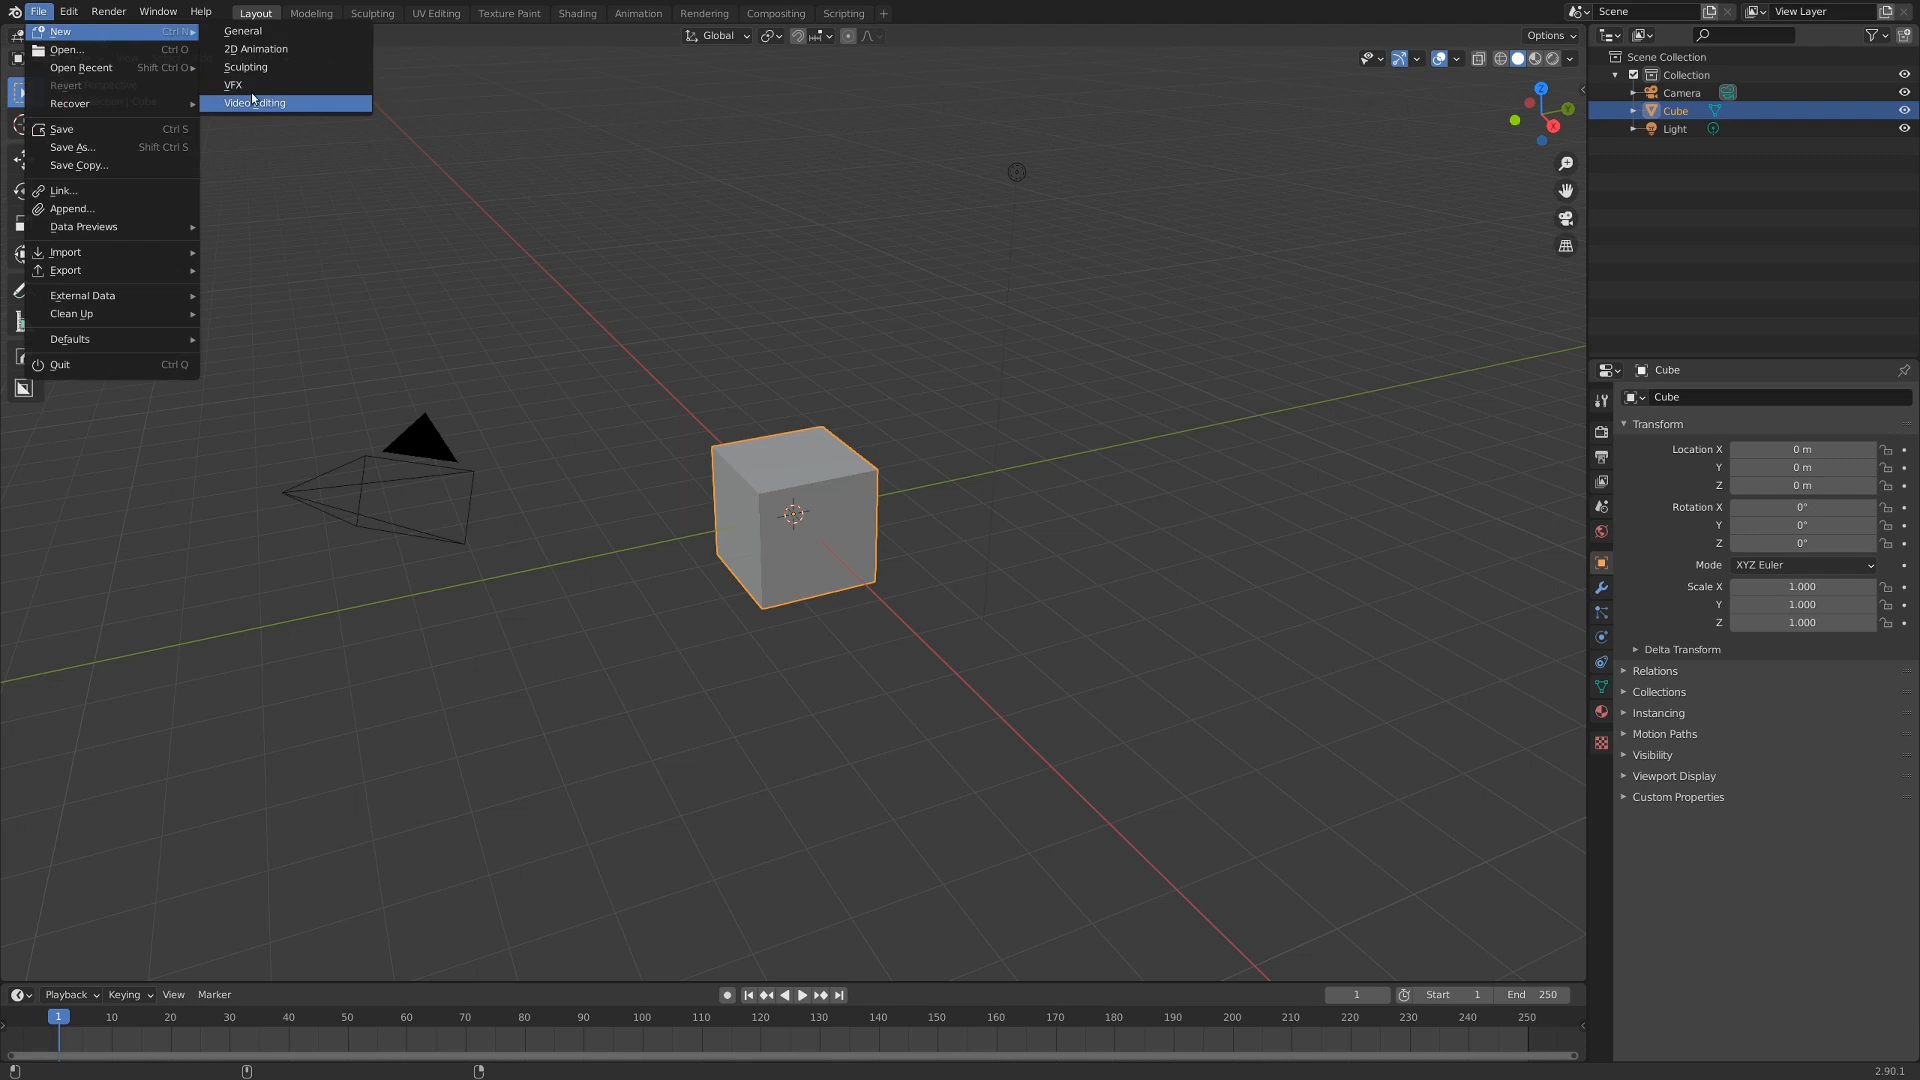 File Edit Render Window Help Layout Modeling Sculpting UV Editing Texture Paint Shading Animation Rendering Compositing Scripting + Scene View Layer
New Ctrl N
Open... Ctrl O
Open Recent Shift Ctrl O
Revert
Recover
Save Ctrl S
Save As... Shift Ctrl S
Save Copy...
Link...
Append...
Data Previews
Import
Export
External Data
Clean Up
Defaults
Quit Ctrl Q
General
2D Animation
Sculpting
VFX
Video Editing
Global
Options
Z
Y
X
Scene Collection
Collection
Camera
Cube
Light
Cube
Cube
Transform
Location X 0 m
Y 0 m
Z 0 m
Rotation X 0°
Y 0°
Z 0°
Mode XYZ Euler
Scale X 1.000
Y 1.000
Z 1.000
Delta Transform
Relations
Collections
Instancing
Motion Paths
Visibility
Viewport Display
Custom Properties
Playback Keying View Marker 1 Start 1 End 250
1 10 20 30 40 50 60 70 80 90 100 110 120 130 140 150 160 170 180 190 200 210 220 230 240 250
2.90.1